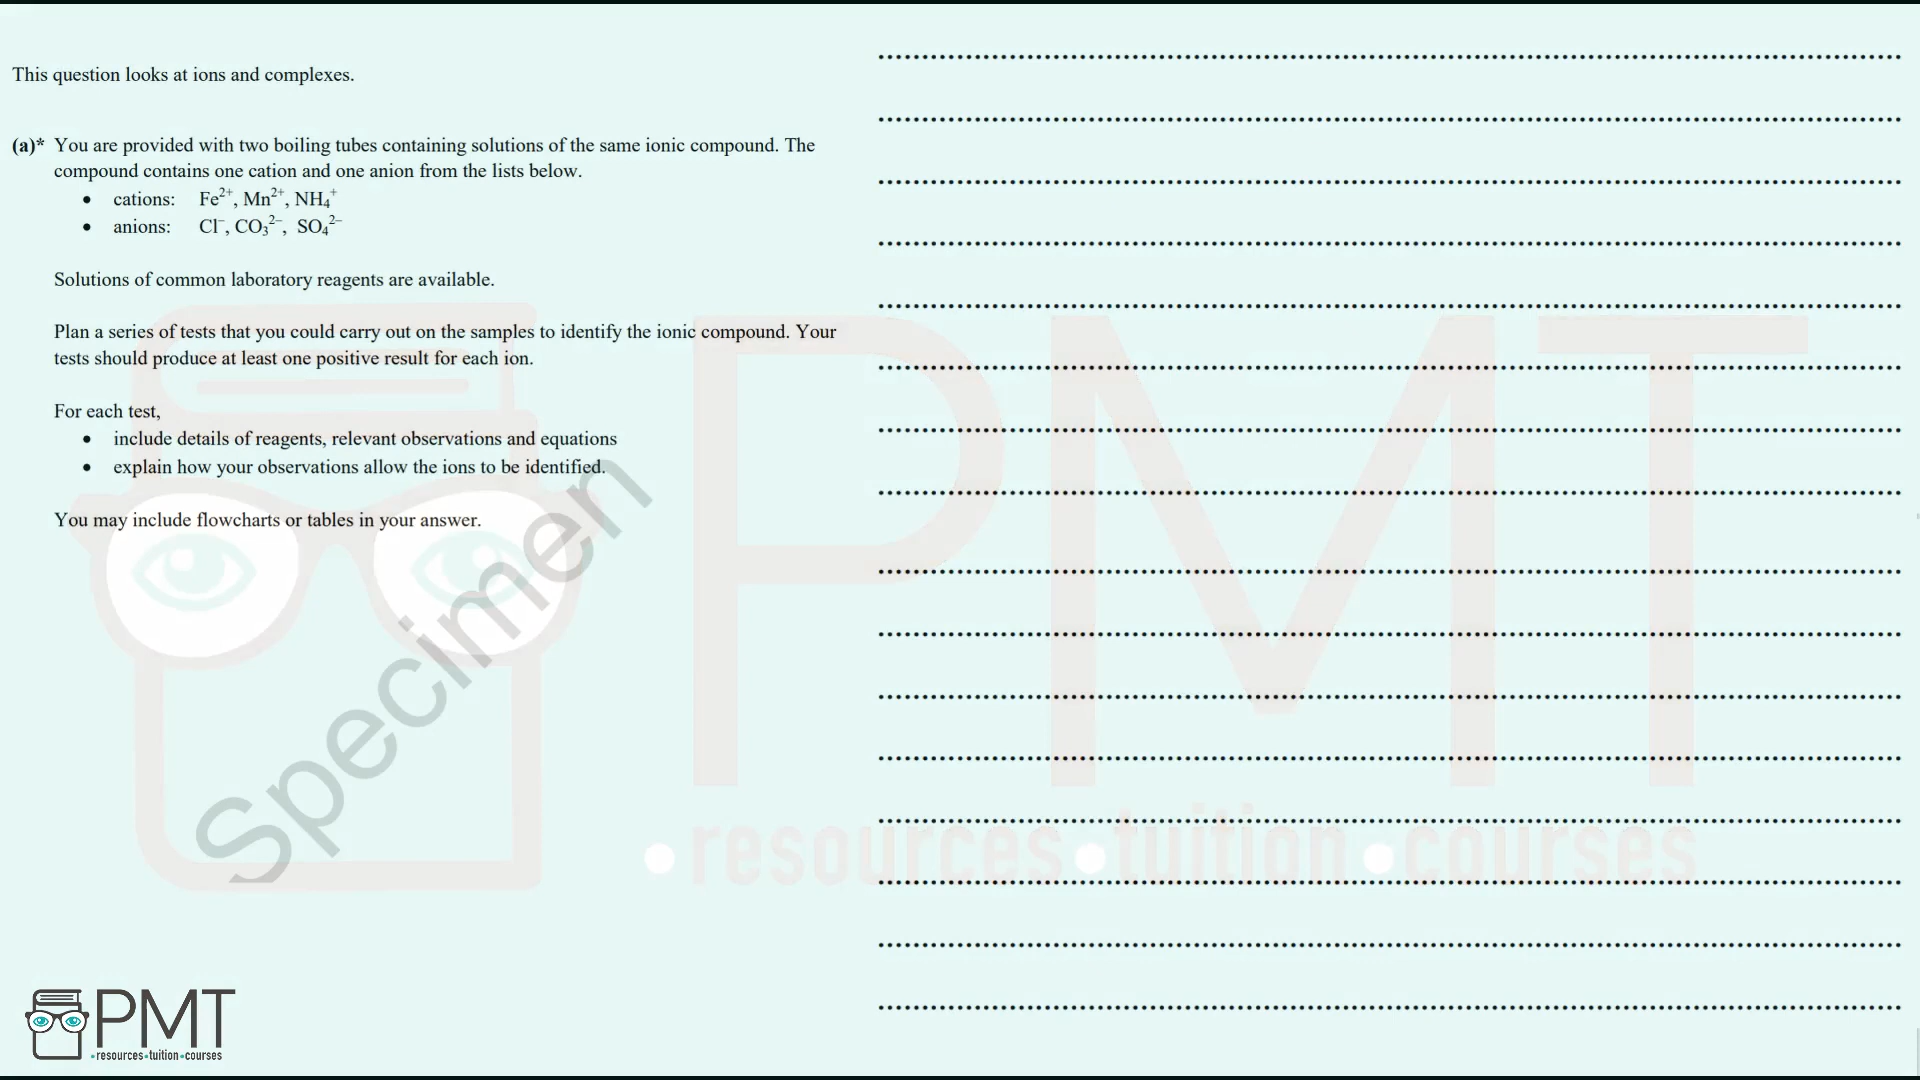 This question looks at ions and complexes.
(a)* You are provided with two boiling tubes containing solutions of the same ionic compound. The
compound contains one cation and one anion from the lists below.
• cations: Fe²⁺, Mn²⁺, NH₄⁺
• anions: Cl⁻, CO₃²⁻, SO₄²⁻
Solutions of common laboratory reagents are available.
Plan a series of tests that you could carry out on the samples to identify the ionic compound. Your
tests should produce at least one positive result for each ion.
For each test,
• include details of reagents, relevant observations and equations
• explain how your observations allow the ions to be identified.
You may include flowcharts or tables in your answer.
Specimen
PMT
•resources•tuition•courses
PMT
•resources•tuition•courses